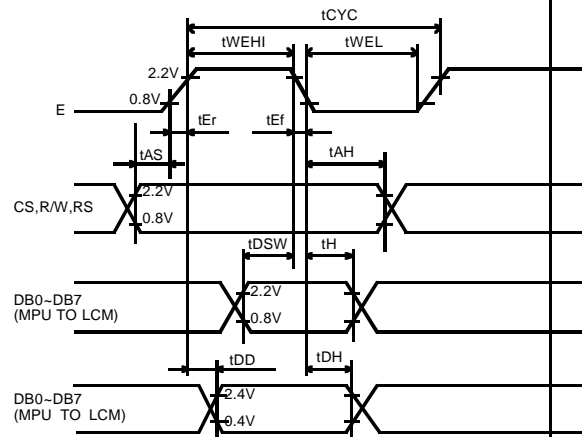 tCYC
tWEHI tWEL
2.2V
0.8V
E
tEr tEf
tAS tAH
2.2V
CS,R/W,RS
0.8V
tDSW tH
2.2V
DB0~DB7
(MPU TO LCM)
0.8V
tDD tDH
2.4V
DB0~DB7
(MPU TO LCM)
0.4V